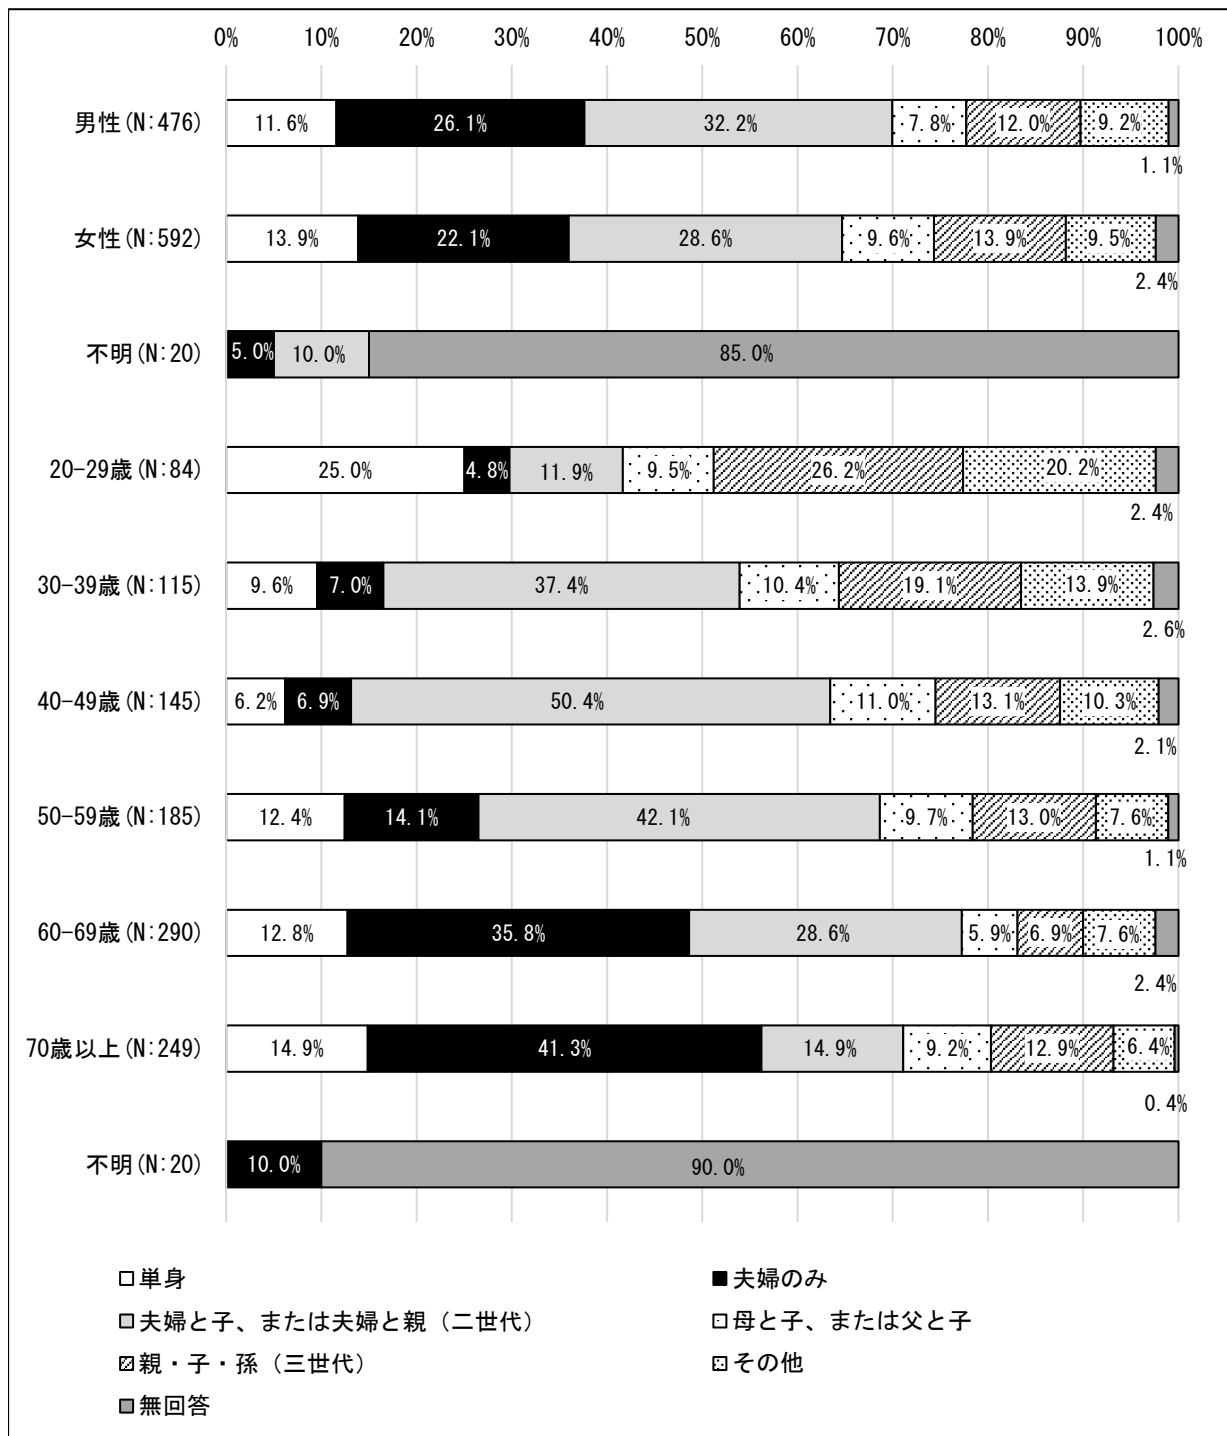 0% 10% 20% 30% 40% 50% 60% 70% 80% 90% 100%
男性(N:476) 11.6% 26.1% 32.2% 7.8% 12.0% 9.2%
1.1%
女性(N:592) 13.9% 22.1% 28.6% 9.6% 13.9% 9.5%
2.4%
不明(N:20) 5.0% 10.0% 85.0%
20-29歳(N:84) 25.0% 4.8% 11.9% 9.5% 26.2% 20.2%
2.4%
30-39歳(N:115) 9.6% 7.0% 37.4% 10.4% 19.1% 13.9%
2.6%
40-49歳(N:145) 6.2% 6.9% 50.4% 11.0% 13.1% 10.3%
2.1%
50-59歳(N:185) 12.4% 14.1% 42.1% 9.7% 13.0% 7.6%
1.1%
60-69歳(N:290) 12.8% 35.8% 28.6% 5.9% 6.9% 7.6%
2.4%
70歳以上(N:249) 14.9% 41.3% 14.9% 9.2% 12.9% 6.4%
0.4%
不明(N:20) 10.0% 90.0%
単身 夫婦のみ
夫婦と子、または夫婦と親（二世代） 母と子、または父と子
親・子・孫（三世代） その他
無回答